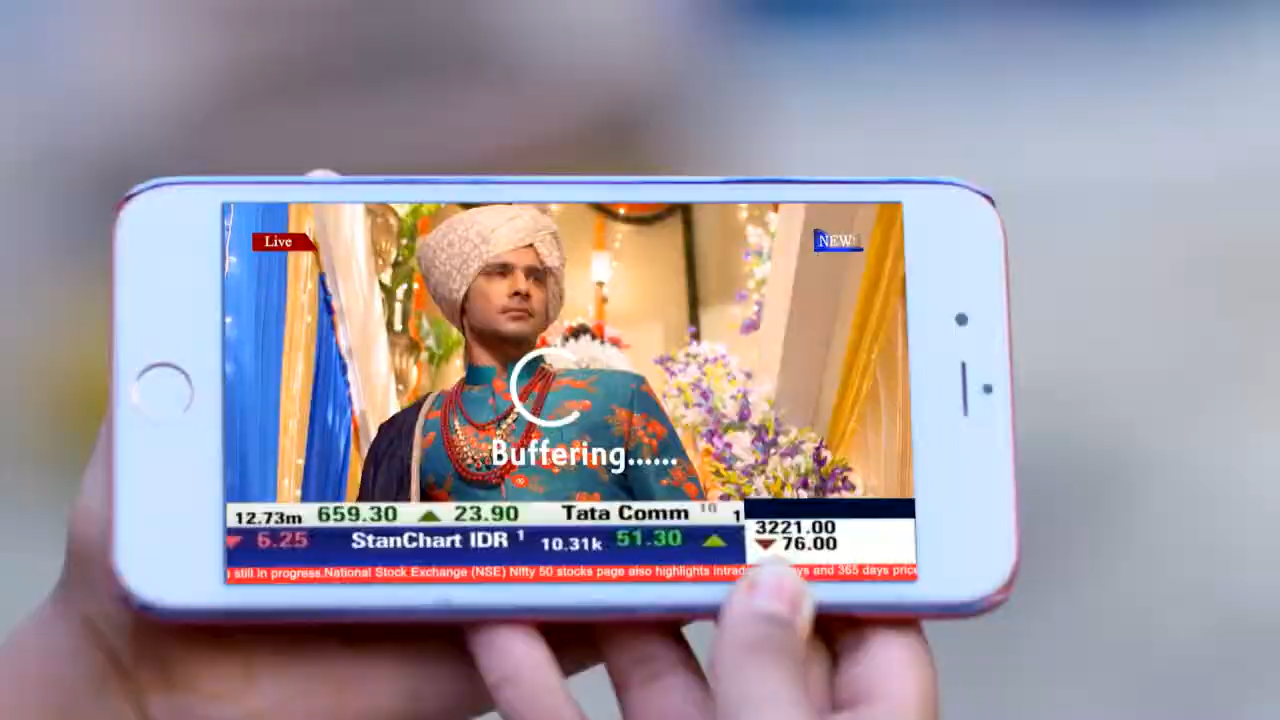 Live
NEW
Buffering......
12.73m 659.30 23.90 Tata Comm 10 1
3221.00
6.25 StanChart IDR 1 10.31k 51.30
76.00
still in progress.National Stock Exchange (NSE) Nifty 50 stocks page also highlights and 365 days price